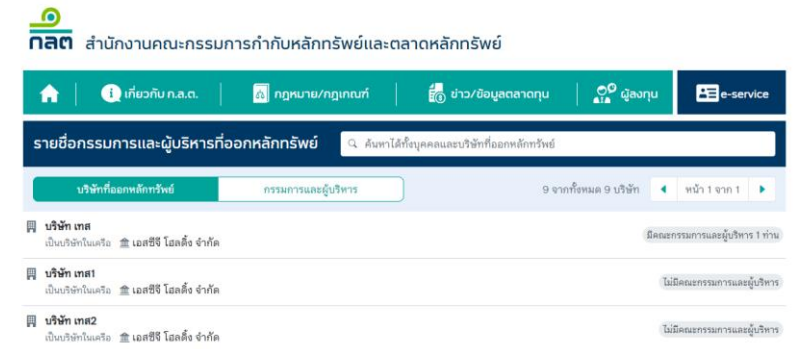 กลต สำนักงานคณะกรรมการกำกับหลักทรัพย์และตลาดหลักทรัพย์
เกี่ยวกับ ก.ล.ต. กฎหมาย/กฎเกณฑ์ ข่าว/ข้อมูลตลาดทุน ผู้ลงทุน e-service
รายชื่อกรรมการและผู้บริหารที่ออกหลักทรัพย์ ค้นหาได้ทั้งบุคคลและบริษัทที่ออกหลักทรัพย์
บริษัทที่ออกหลักทรัพย์ กรรมการและผู้บริหาร 9 จากทั้งหมด 9 บริษัท หน้า 1 จาก 1
บริษัท เทส
เป็นบริษัทในเครือ เอสซีจี โฮลดิ้ง จำกัด มีคณะกรรมการและผู้บริหาร 1 ท่าน
บริษัท เทส1
เป็นบริษัทในเครือ เอสซีจี โฮลดิ้ง จำกัด ไม่มีคณะกรรมการและผู้บริหาร
บริษัท เทส2
เป็นบริษัทในเครือ เอสซีจี โฮลดิ้ง จำกัด ไม่มีคณะกรรมการและผู้บริหาร